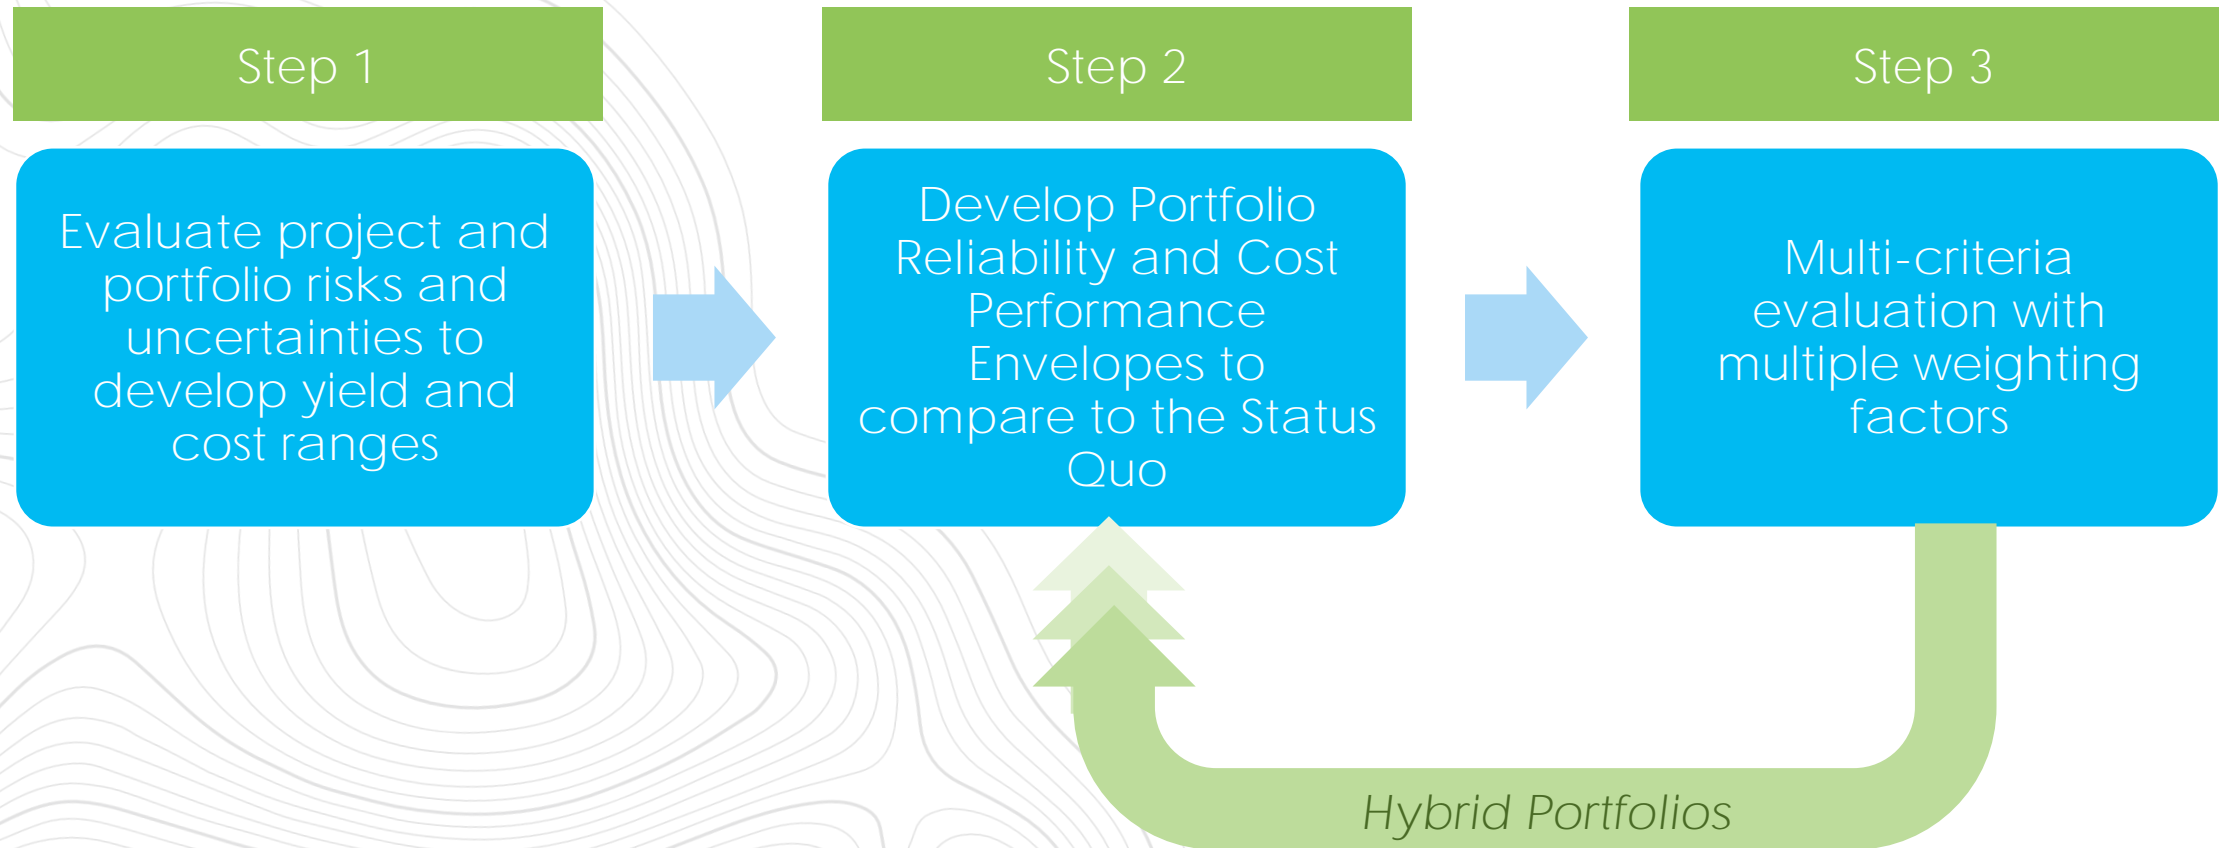 Step 1
Evaluate project and
portfolio risks and
uncertainties to
develop yield and
cost ranges
Step 2
Develop Portfolio
Reliability and Cost
Performance
Envelopes to
compare to the Status
Quo
Step 3
Multi-criteria
evaluation with
multiple weighting
factors
Hybrid Portfolios